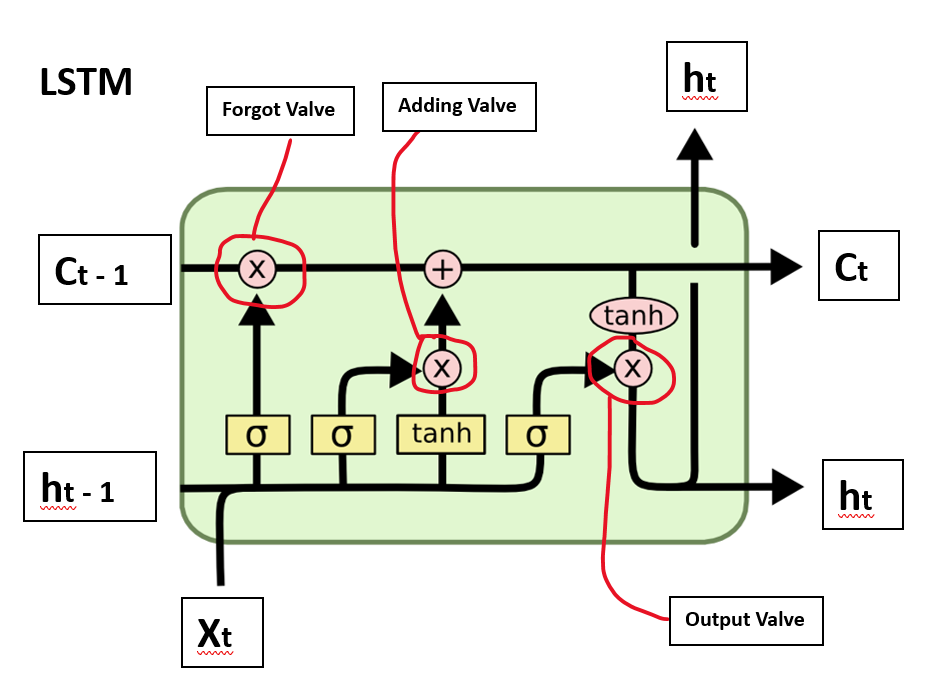 LSTM
Forgot Valve
Adding Valve
ht
Ct - 1
x
+
Ct
tanh
x
x
σ
σ
tanh
σ
ht - 1
ht
Xt
Output Valve